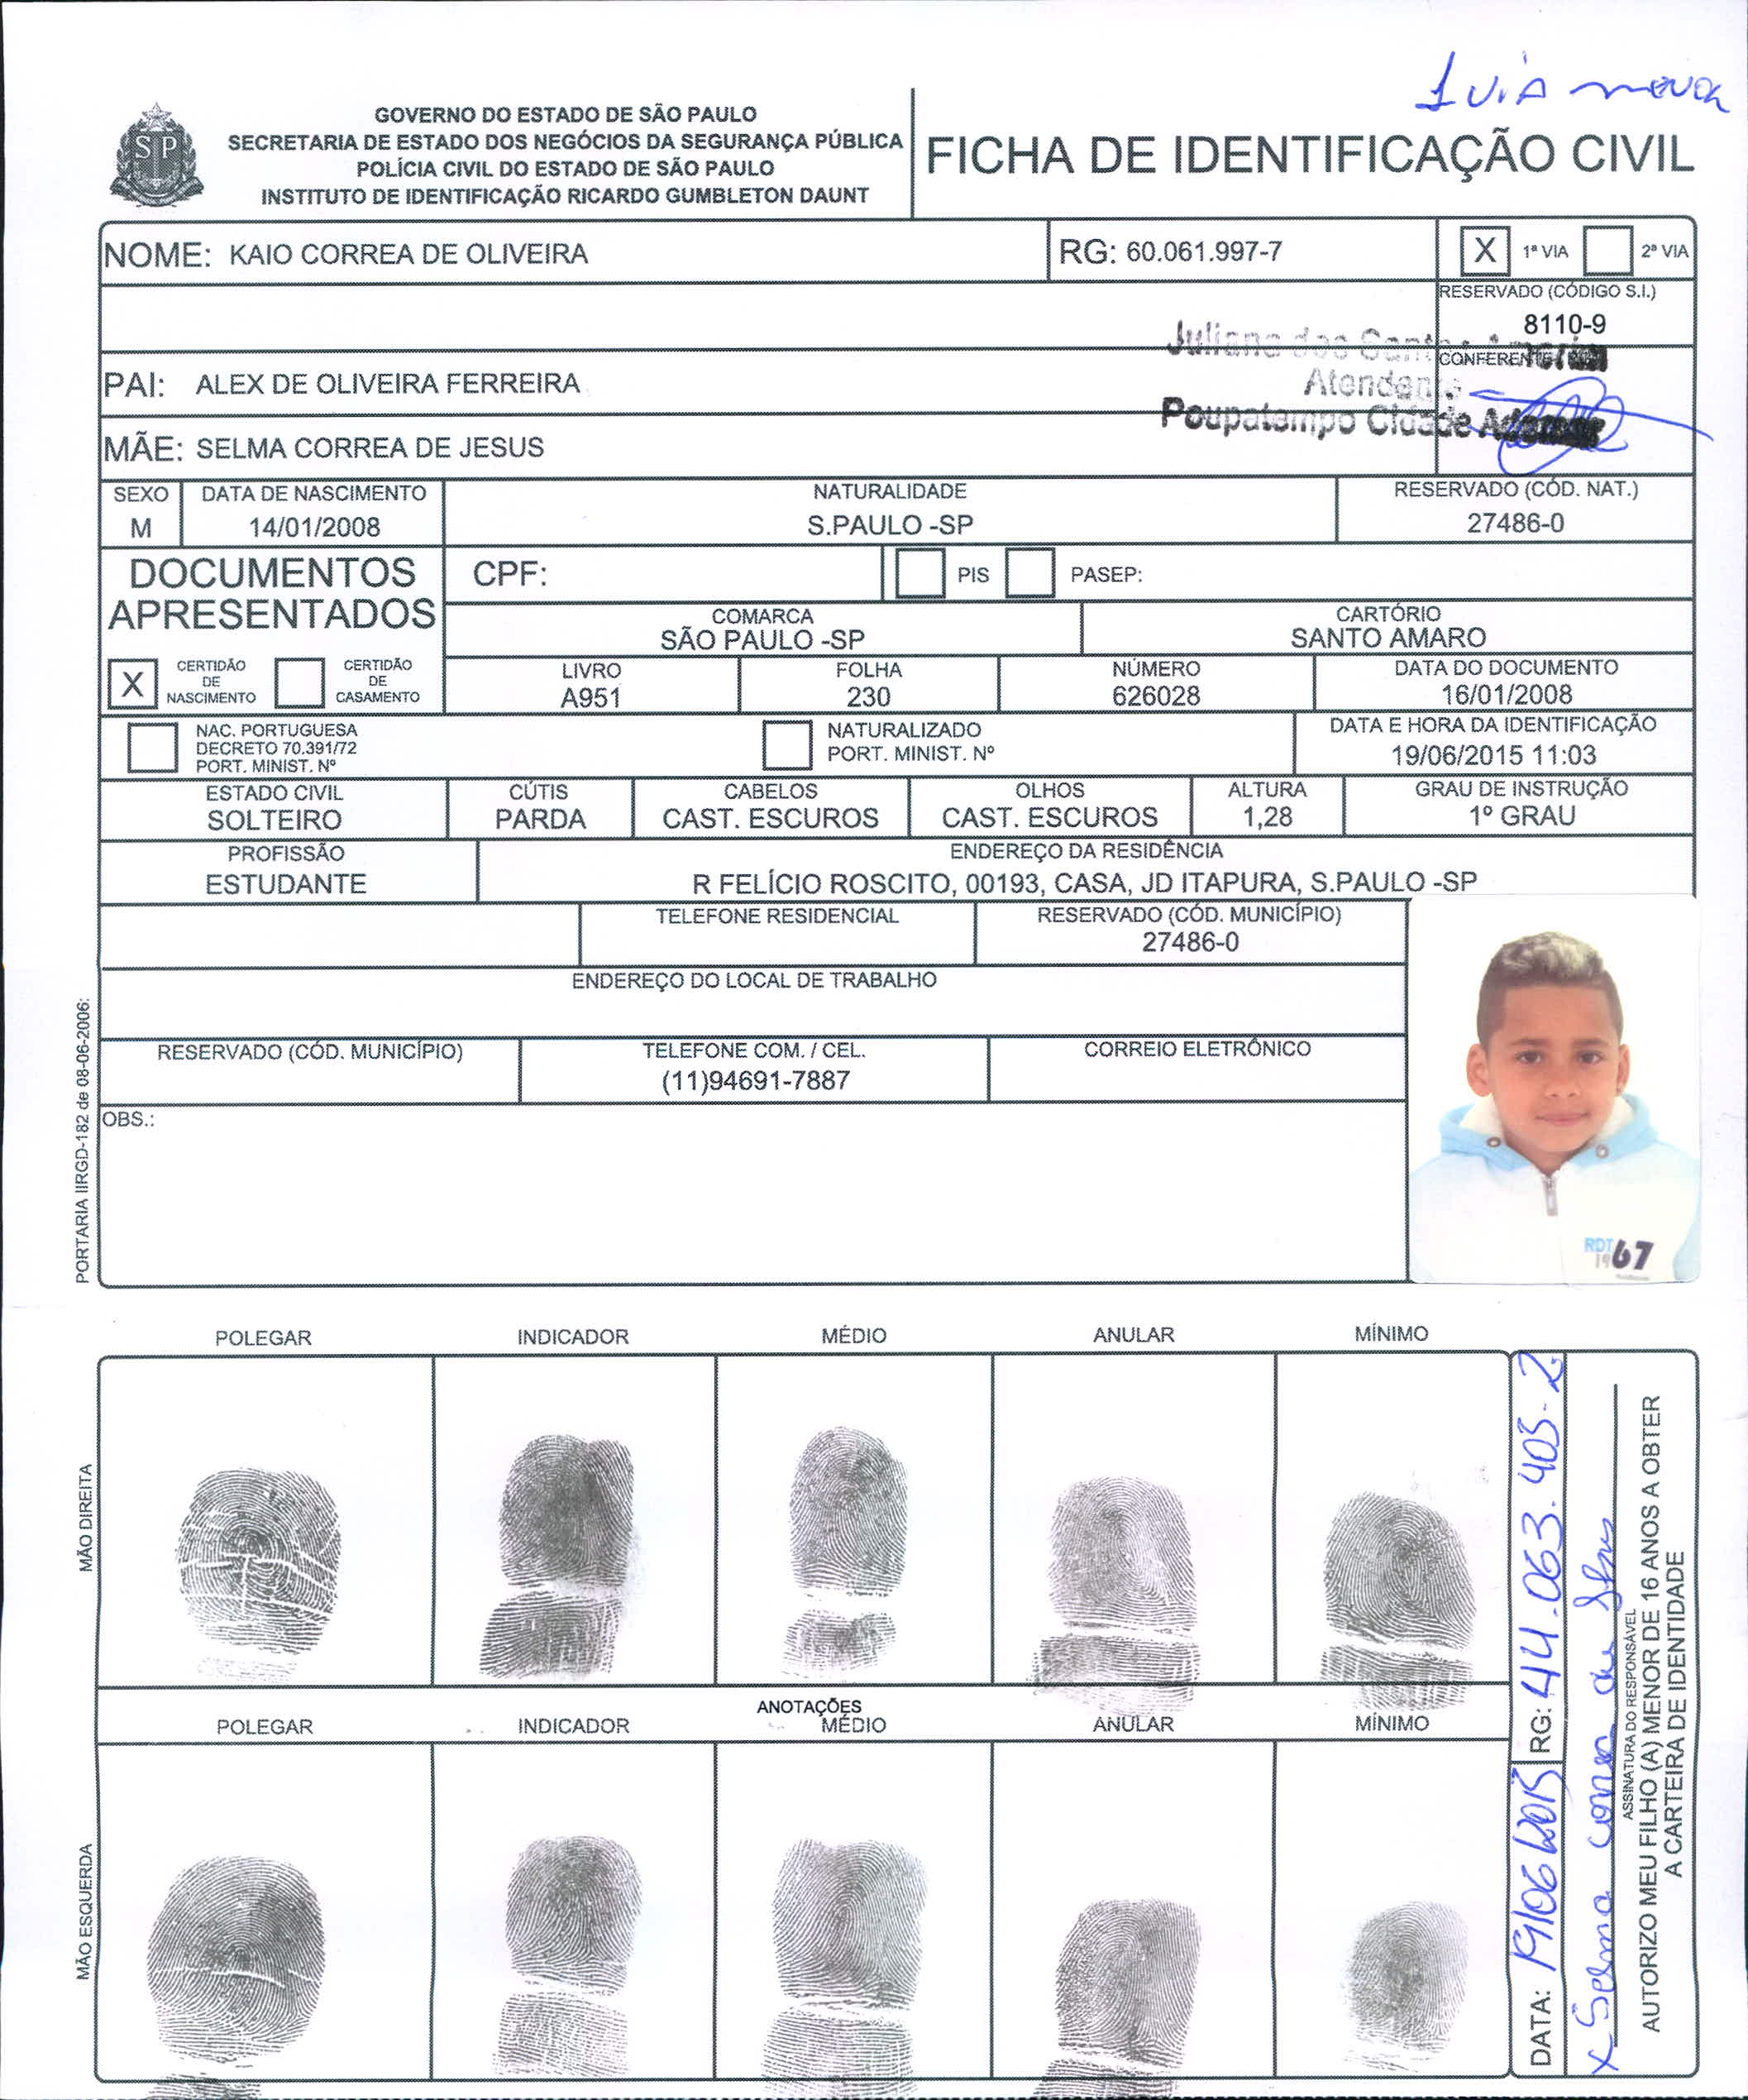 1 VIA menor
GOVERNO DO ESTADO DE SÃO PAULO
SECRETARIA DE ESTADO DOS NEGÓCIOS DA SEGURANÇA PÚBLICA
POLÍCIA CIVIL DO ESTADO DE SÃO PAULO
INSTITUTO DE IDENTIFICAÇÃO RICARDO GUMBLETON DAUNT
SP
FICHA DE IDENTIFICAÇÃO CIVIL
NOME: KAIO CORREA DE OLIVEIRA
RG: 60.061.997-7
X 1ª VIA 2ª VIA
RESERVADO (CÓDIGO S.I.)
8110-9
CONFERENTE
Juliana dos
Atendente
Poupatempo Cidade Ademar
PAI: ALEX DE OLIVEIRA FERREIRA
MÃE: SELMA CORREA DE JESUS
SEXO
M
DATA DE NASCIMENTO
14/01/2008
NATURALIDADE
S.PAULO -SP
RESERVADO (CÓD. NAT.)
27486-0
DOCUMENTOS
APRESENTADOS
CPF:
PIS
PASEP:
COMARCA
SÃO PAULO -SP
CARTÓRIO
SANTO AMARO
X
CERTIDÃO
DE
NASCIMENTO
CERTIDÃO
DE
CASAMENTO
LIVRO
A951
FOLHA
230
NÚMERO
626028
DATA DO DOCUMENTO
16/01/2008
NAC. PORTUGUESA
DECRETO 70.391/72
PORT. MINIST. Nº
NATURALIZADO
PORT. MINIST. Nº
DATA E HORA DA IDENTIFICAÇÃO
19/06/2015 11:03
ESTADO CIVIL
SOLTEIRO
CÚTIS
PARDA
CABELOS
CAST. ESCUROS
OLHOS
CAST. ESCUROS
ALTURA
1,28
GRAU DE INSTRUÇÃO
1º GRAU
PROFISSÃO
ESTUDANTE
ENDEREÇO DA RESIDÊNCIA
R FELÍCIO ROSCITO, 00193, CASA, JD ITAPURA, S.PAULO -SP
TELEFONE RESIDENCIAL
RESERVADO (CÓD. MUNICÍPIO)
27486-0
ENDEREÇO DO LOCAL DE TRABALHO
RESERVADO (CÓD. MUNICÍPIO)
TELEFONE COM. / CEL.
(11)94691-7887
CORREIO ELETRÔNICO
OBS.:
PORTARIA IIRGD-182 de 08-06-2006:
RDT
1967
POLEGAR INDICADOR MÉDIO ANULAR MÍNIMO
MÃO DIREITA
ANOTAÇÕES
POLEGAR INDICADOR MÉDIO ANULAR MÍNIMO
MÃO ESQUERDA
DATA: 19/06/2015 RG: 44.063.403-2
x Selma correa de
ASSINATURA DO RESPONSÁVEL
AUTORIZO MEU FILHO (A) MENOR DE 16 ANOS A OBTER
A CARTEIRA DE IDENTIDADE